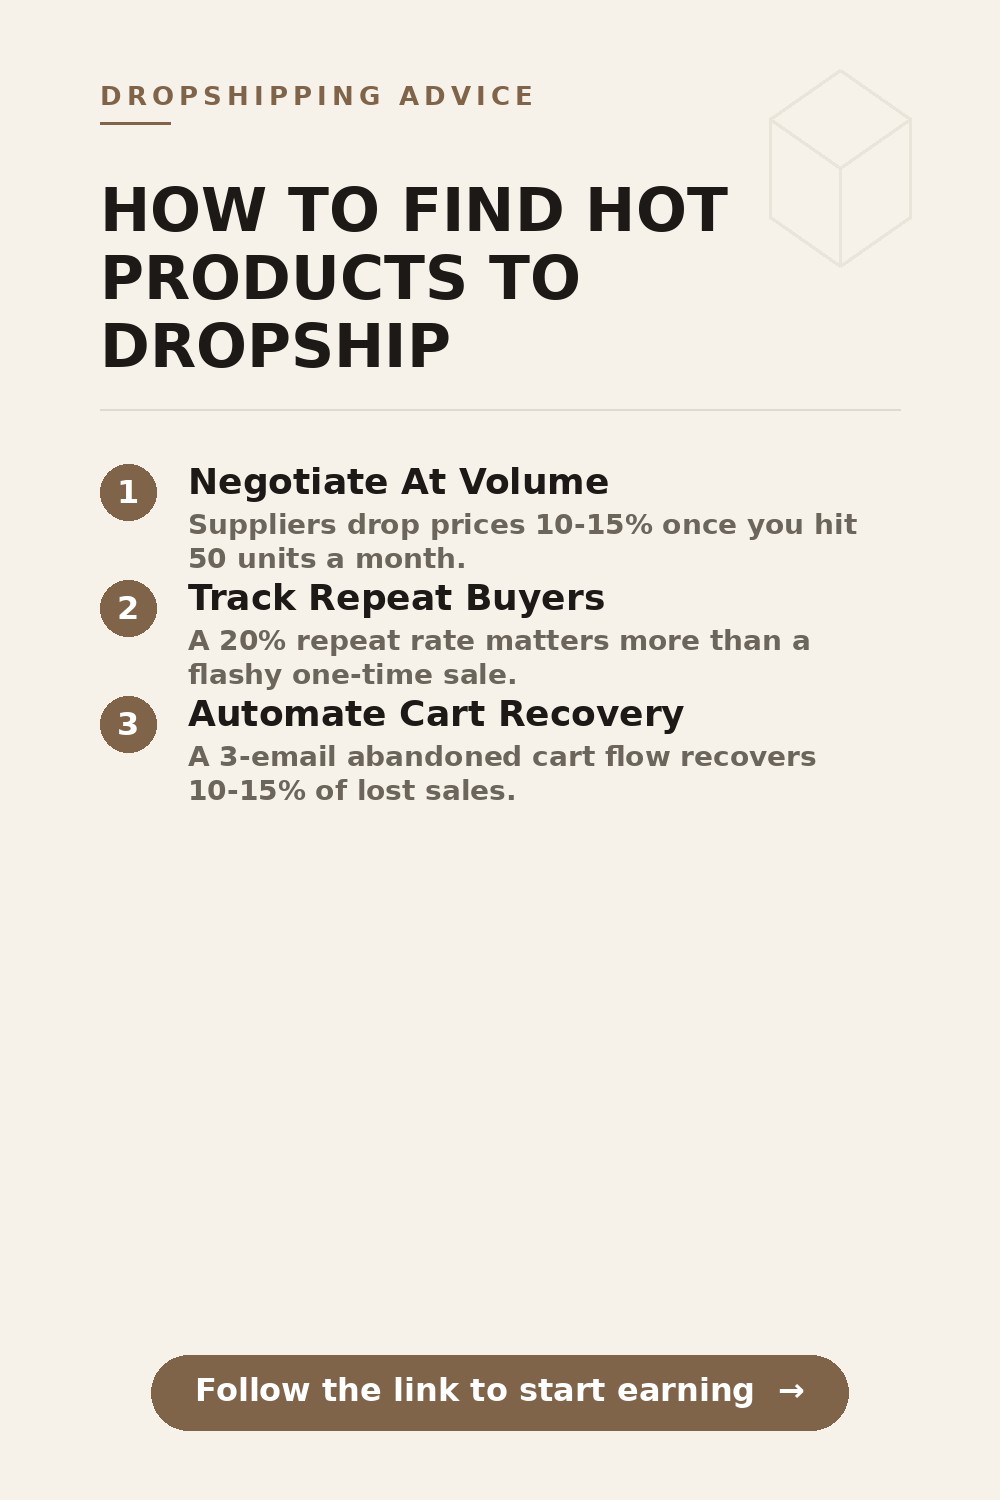 DROPSHIPPING ADVICE
HOW TO FIND HOT
PRODUCTS TO
DROPSHIP
1 Negotiate At Volume
Suppliers drop prices 10-15% once you hit
50 units a month.
2 Track Repeat Buyers
A 20% repeat rate matters more than a
flashy one-time sale.
3 Automate Cart Recovery
A 3-email abandoned cart flow recovers
10-15% of lost sales.
Follow the link to start earning →